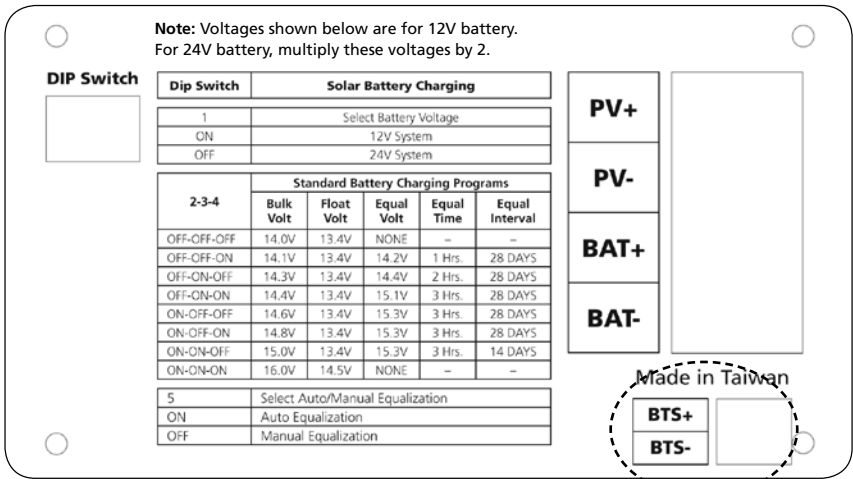 Note: Voltages shown below are for 12V battery.
For 24V battery, multiply these voltages by 2.
DIP Switch
Dip Switch Solar Battery Charging
1 Select Battery Voltage
ON 12V System
OFF 24V System
2-3-4 Standard Battery Charging Programs
Bulk Volt Float Volt Equal Volt Equal Time Equal Interval
OFF-OFF-OFF 14.0V 13.4V NONE – –
OFF-OFF-ON 14.1V 13.4V 14.2V 1 Hrs. 28 DAYS
OFF-ON-OFF 14.3V 13.4V 14.4V 2 Hrs. 28 DAYS
OFF-ON-ON 14.4V 13.4V 15.1V 3 Hrs. 28 DAYS
ON-OFF-OFF 14.6V 13.4V 15.3V 3 Hrs. 28 DAYS
ON-OFF-ON 14.8V 13.4V 15.3V 3 Hrs. 28 DAYS
ON-ON-OFF 15.0V 13.4V 15.3V 3 Hrs. 14 DAYS
ON-ON-ON 16.0V 14.5V NONE – –
5 Select Auto/Manual Equalization
ON Auto Equalization
OFF Manual Equalization
PV+
PV-
BAT+
BAT-
Made in Taiwan
BTS+
BTS-